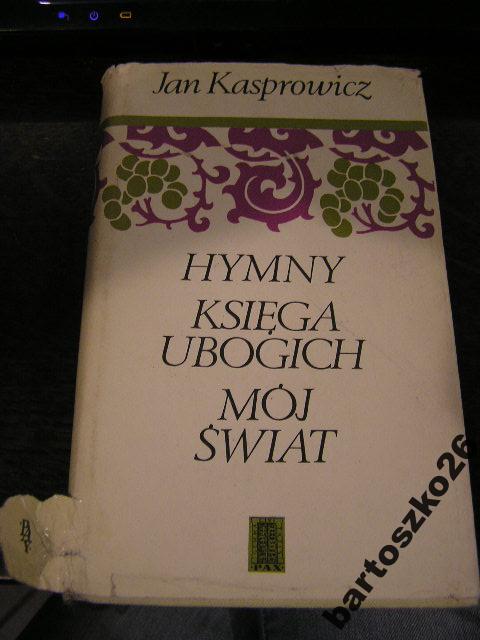 Jan Kasprowicz
HYMNY
KSIĘGA
UBOGICH
MÓJ
ŚWIAT
PAX
bartoszko26